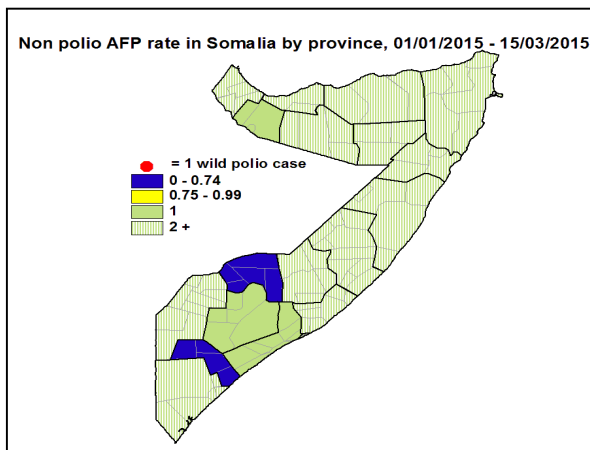 Non polio AFP rate in Somalia by province, 01/01/2015 - 15/03/2015
= 1 wild polio case
0 - 0.74
0.75 - 0.99
1
2 +